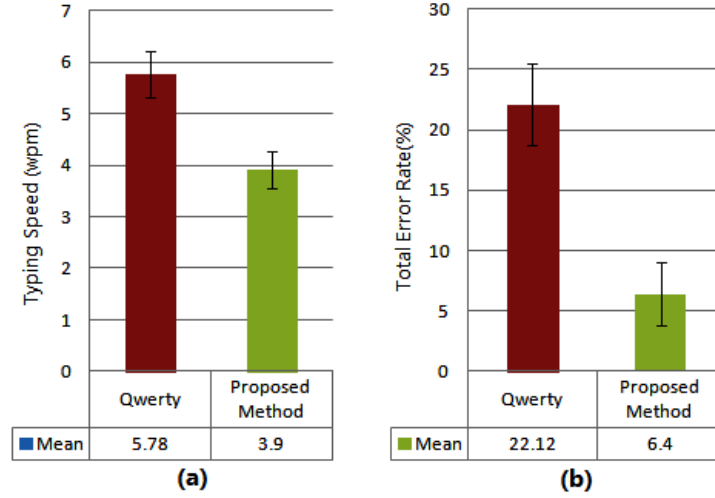 Typing Speed (wpm)
7
6
5
4
3
2
1
0
Qwerty
Proposed
Method
Mean
5.78
3.9
(a)
Total Error Rate(%)
30
25
20
15
10
5
0
Qwerty
Proposed
Method
Mean
22.12
6.4
(b)